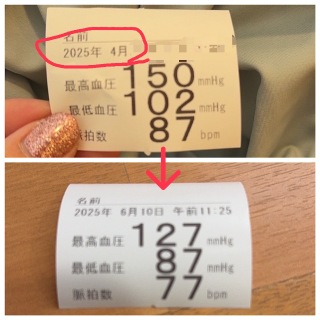 名前
2025年 4月
最高血圧 150 mmHg
最低血圧 102 mmHg
脈拍数 87 bpm
名前
2025年 6月10日 午前11:25
最高血圧 127 mmHg
最低血圧 87 mmHg
脈拍数 77 bpm